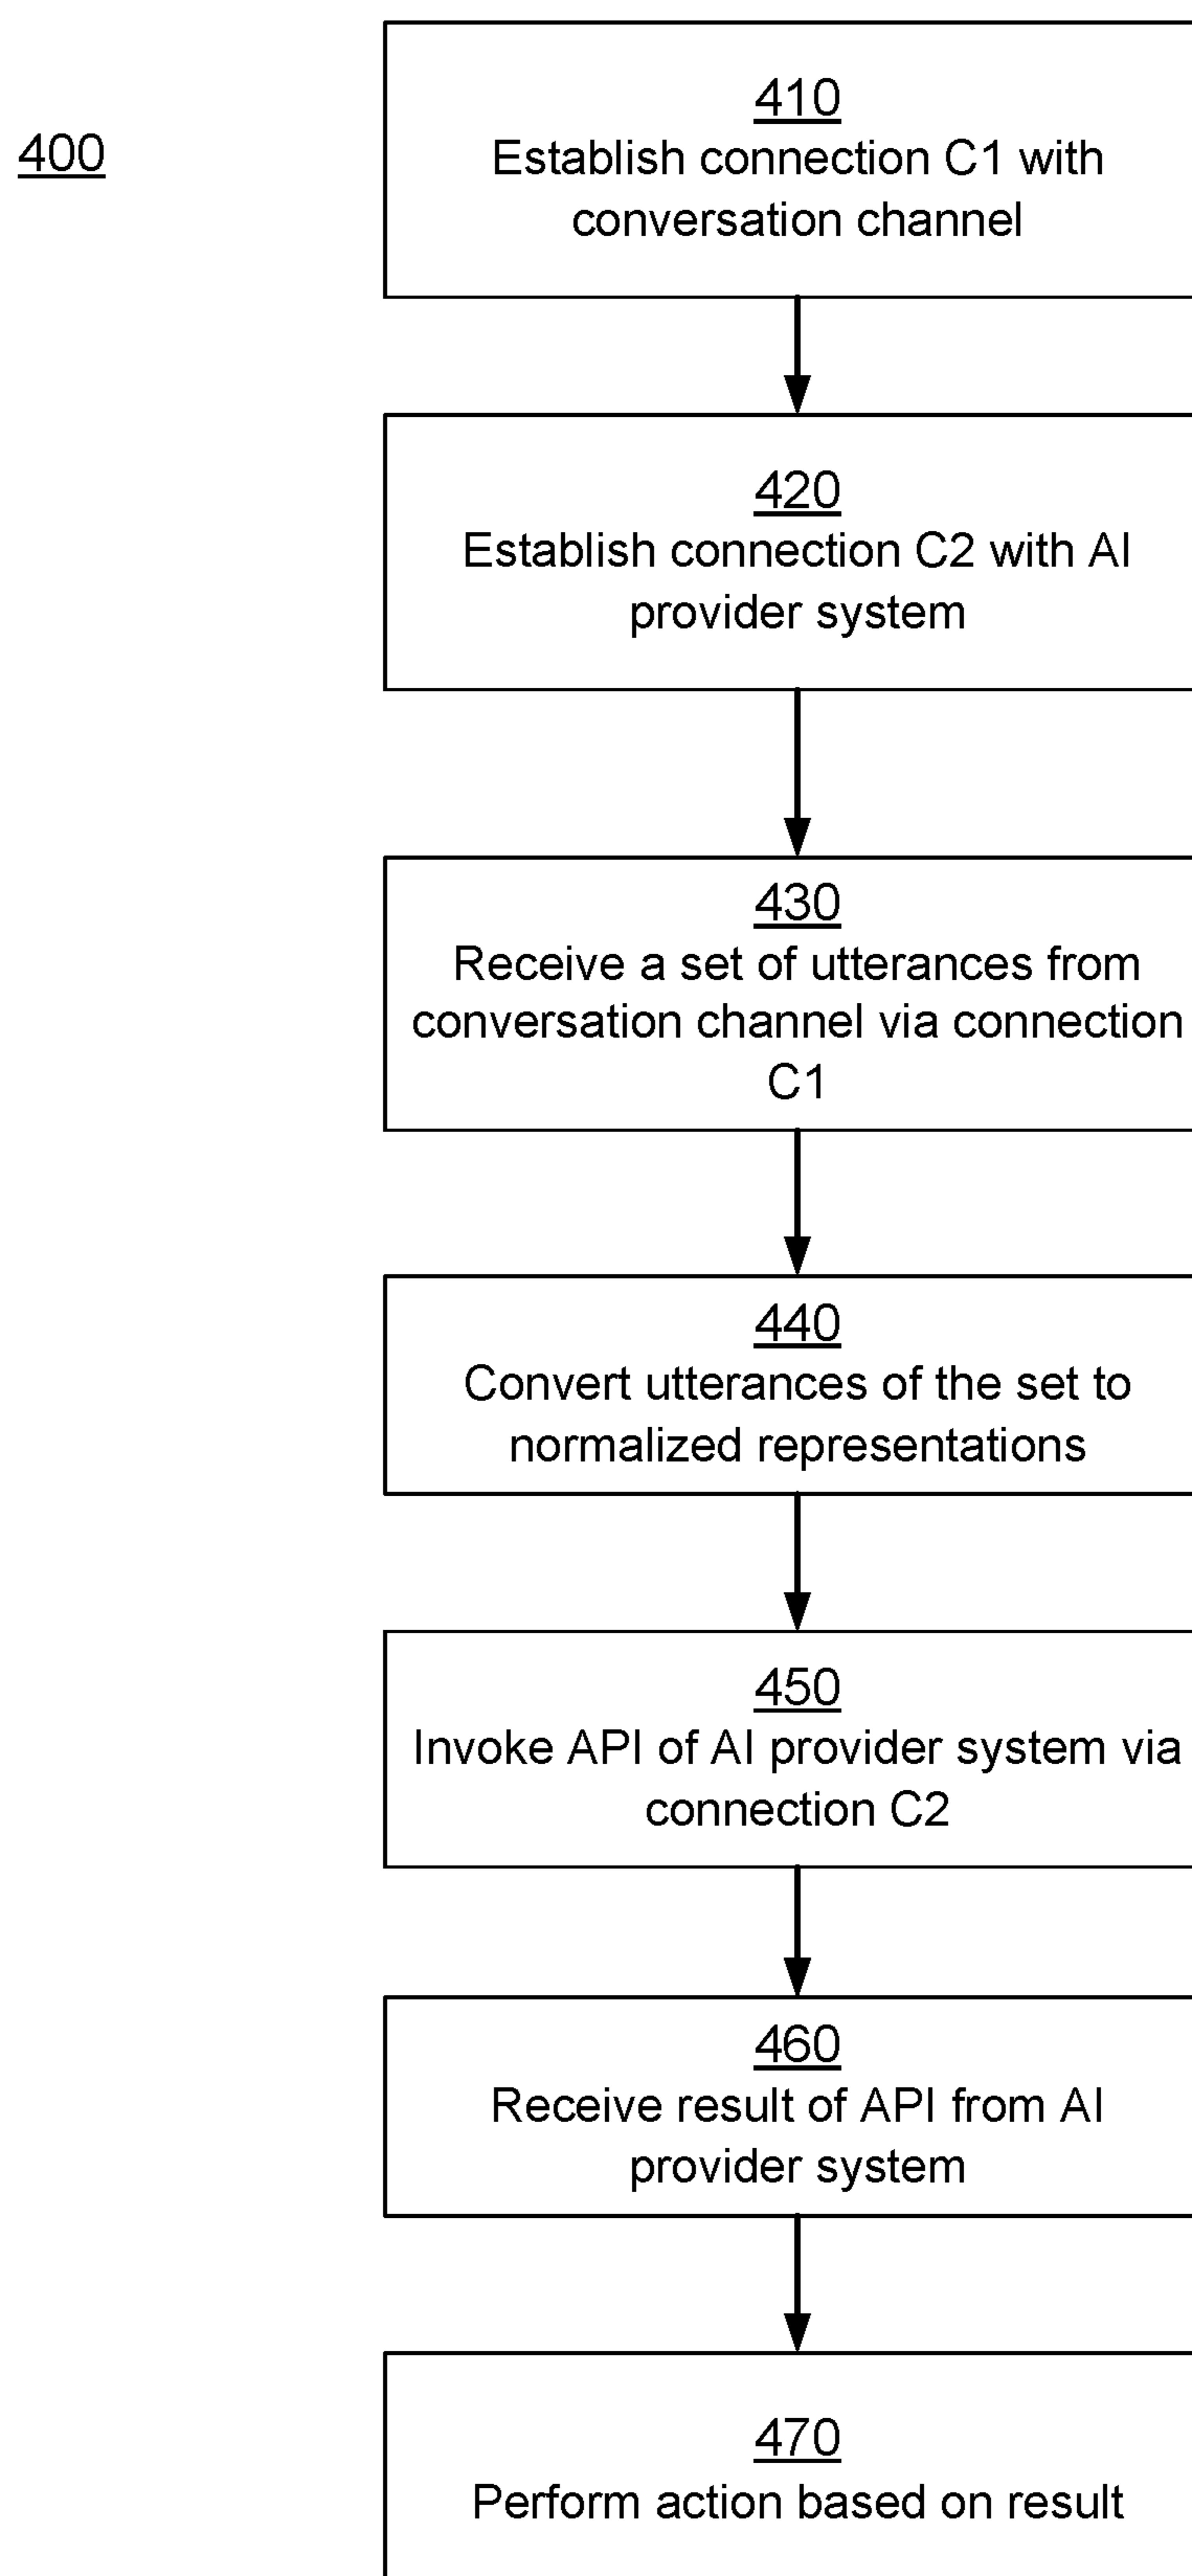 400
410
Establish connection C1 with
conversation channel
420
Establish connection C2 with AI
provider system
430
Receive a set of utterances from
conversation channel via connection
C1
440
Convert utterances of the set to
normalized representations
450
Invoke API of AI provider system via
connection C2
460
Receive result of API from AI
provider system
470
Perform action based on result